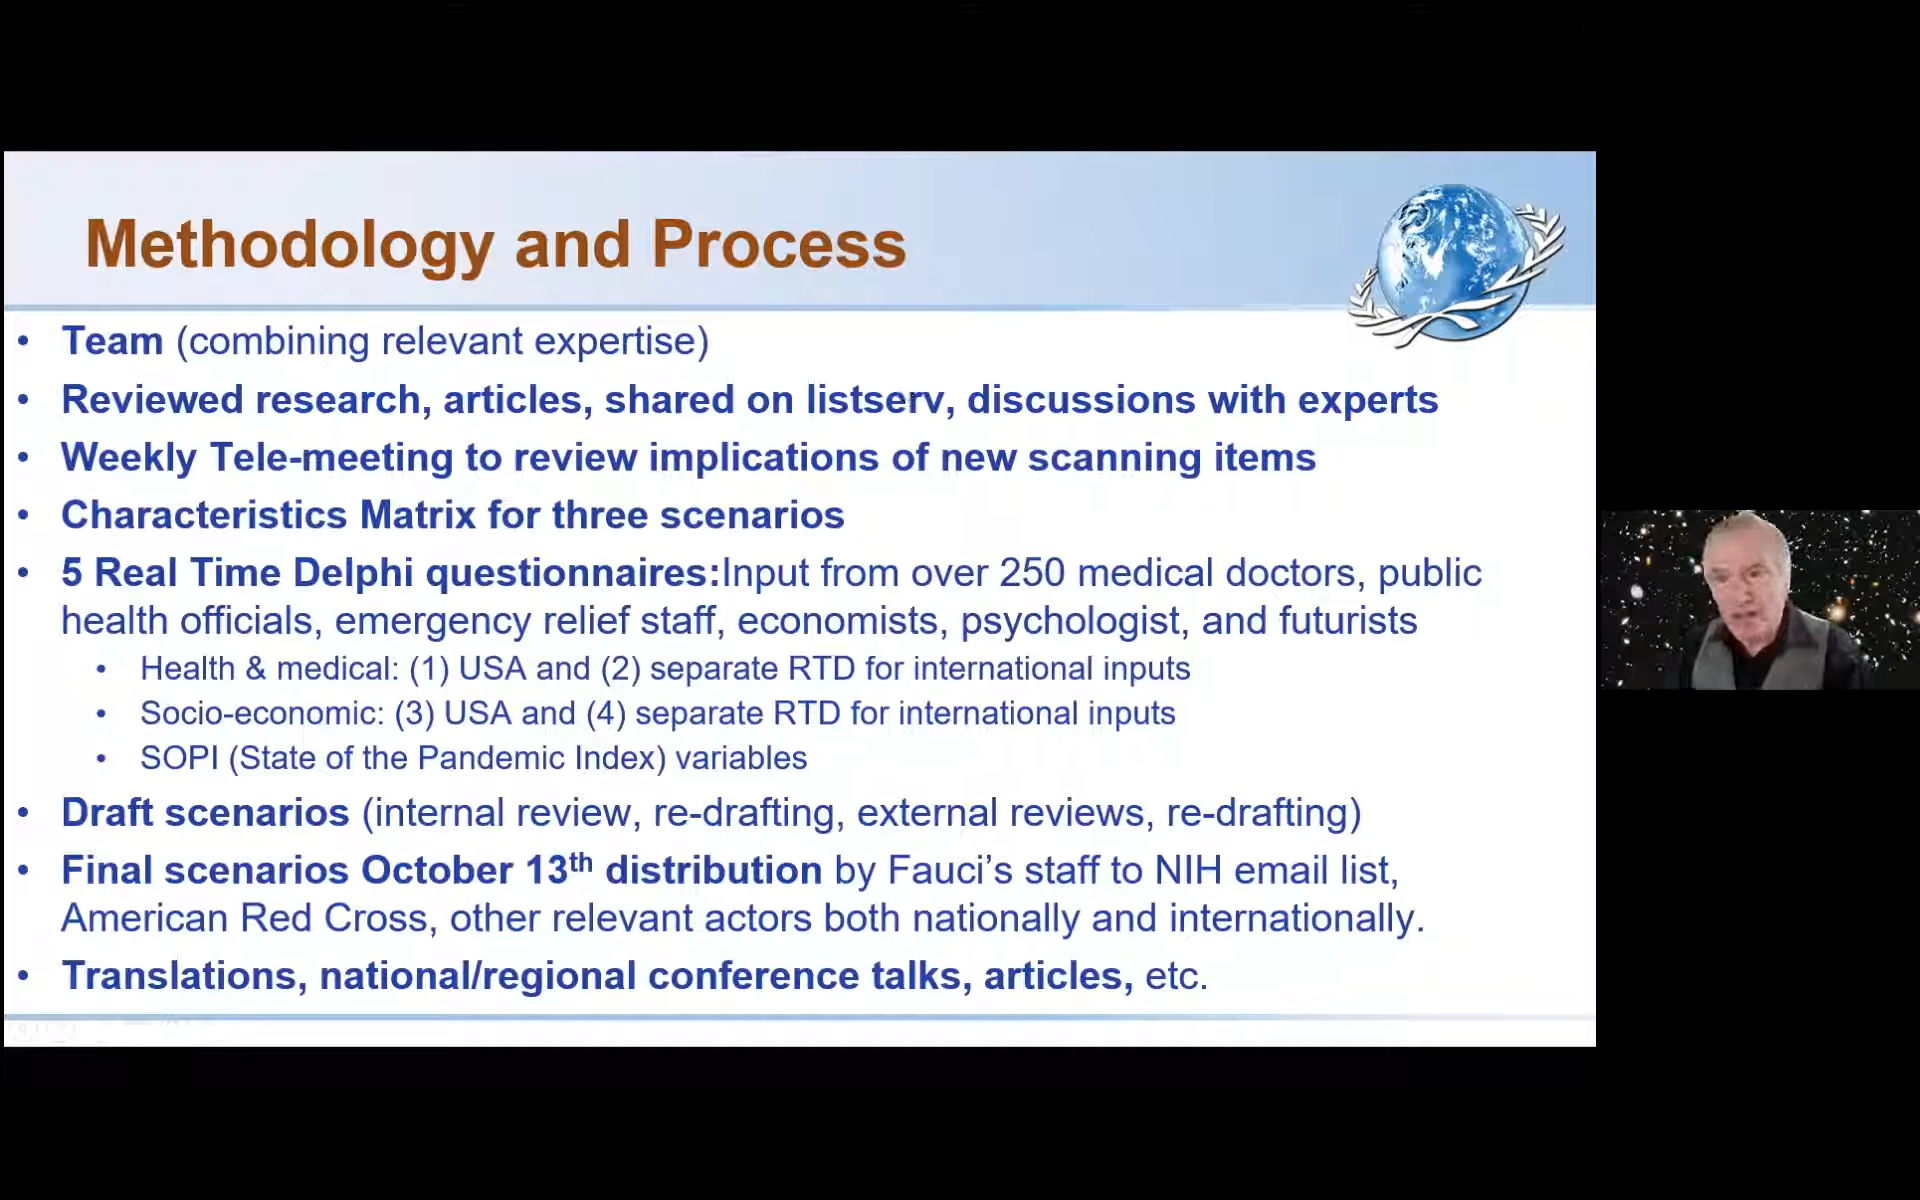 Methodology and Process
• Team (combining relevant expertise)
• Reviewed research, articles, shared on listserv, discussions with experts
• Weekly Tele-meeting to review implications of new scanning items
• Characteristics Matrix for three scenarios
• 5 Real Time Delphi questionnaires:Input from over 250 medical doctors, public
health officials, emergency relief staff, economists, psychologist, and futurists
• Health & medical: (1) USA and (2) separate RTD for international inputs
• Socio-economic: (3) USA and (4) separate RTD for international inputs
• SOPI (State of the Pandemic Index) variables
• Draft scenarios (internal review, re-drafting, external reviews, re-drafting)
• Final scenarios October 13th distribution by Fauci’s staff to NIH email list,
American Red Cross, other relevant actors both nationally and internationally.
• Translations, national/regional conference talks, articles, etc.